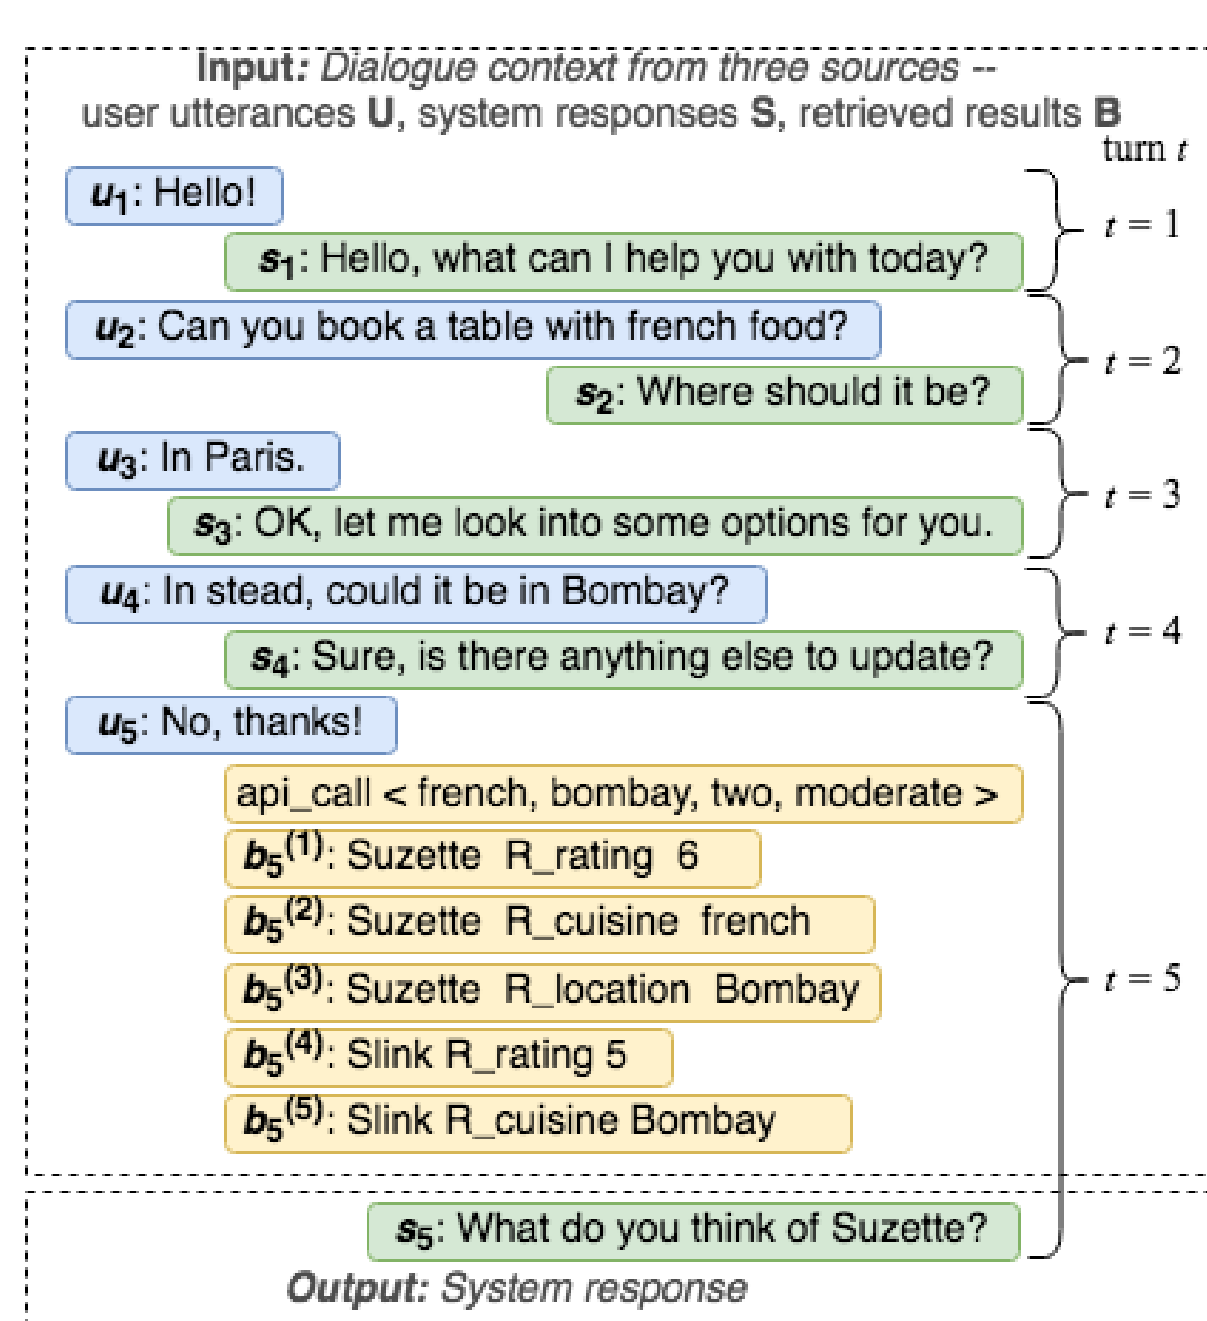 Input: Dialogue context from three sources --
user utterances U, system responses S, retrieved results B
turn t
u1: Hello!
t = 1
s1: Hello, what can I help you with today?
u2: Can you book a table with french food?
t = 2
s2: Where should it be?
u3: In Paris.
t = 3
s3: OK, let me look into some options for you.
u4: In stead, could it be in Bombay?
t = 4
s4: Sure, is there anything else to update?
u5: No, thanks!
api_call < french, bombay, two, moderate >
b5(1): Suzette R_rating 6
b5(2): Suzette R_cuisine french
b5(3): Suzette R_location Bombay
t = 5
b5(4): Slink R_rating 5
b5(5): Slink R_cuisine Bombay
s5: What do you think of Suzette?
Output: System response